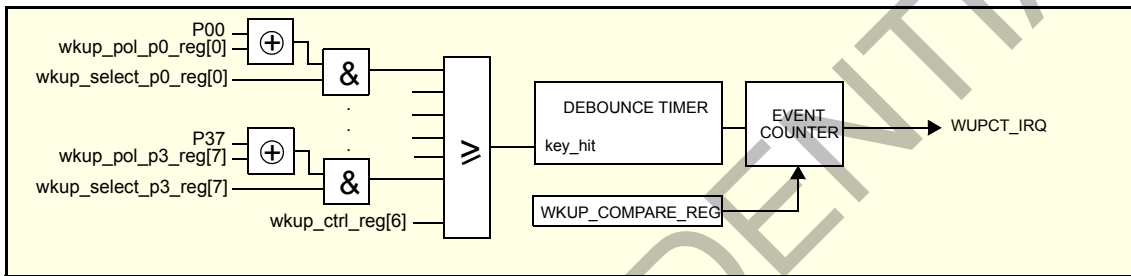 P00
wkup_pol_p0_reg[0]
wkup_select_p0_reg[0]
&
P37
wkup_pol_p3_reg[7]
wkup_select_p3_reg[7]
&
wkup_ctrl_reg[6]
≥
DEBOUNCE TIMER
key_hit
EVENT
COUNTER
WUPCT_IRQ
WKUP_COMPARE_REG
DENTIA